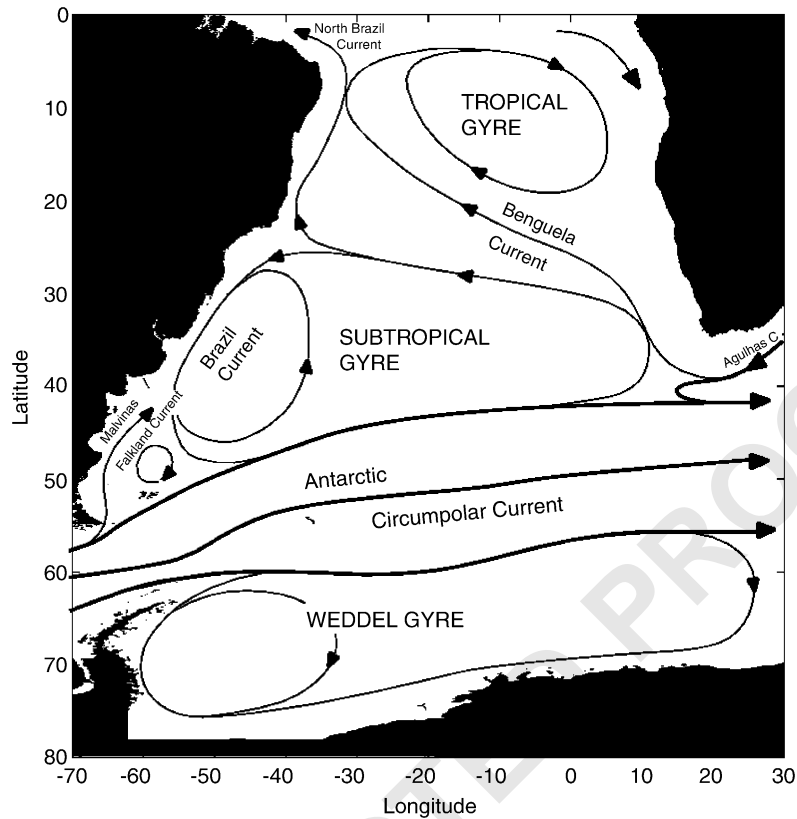 0
North Brazil
Current
10
TROPICAL
GYRE
20
Benguela
Current
30
Brazil
Current
SUBTROPICAL
GYRE
Agulhas C.
40
Malvinas
Falkland Current
Latitude
50
Antarctic
Circumpolar Current
60
WEDDEL GYRE
70
80
-70 -60 -50 -40 -30 -20 -10 0 10 20 30
Longitude